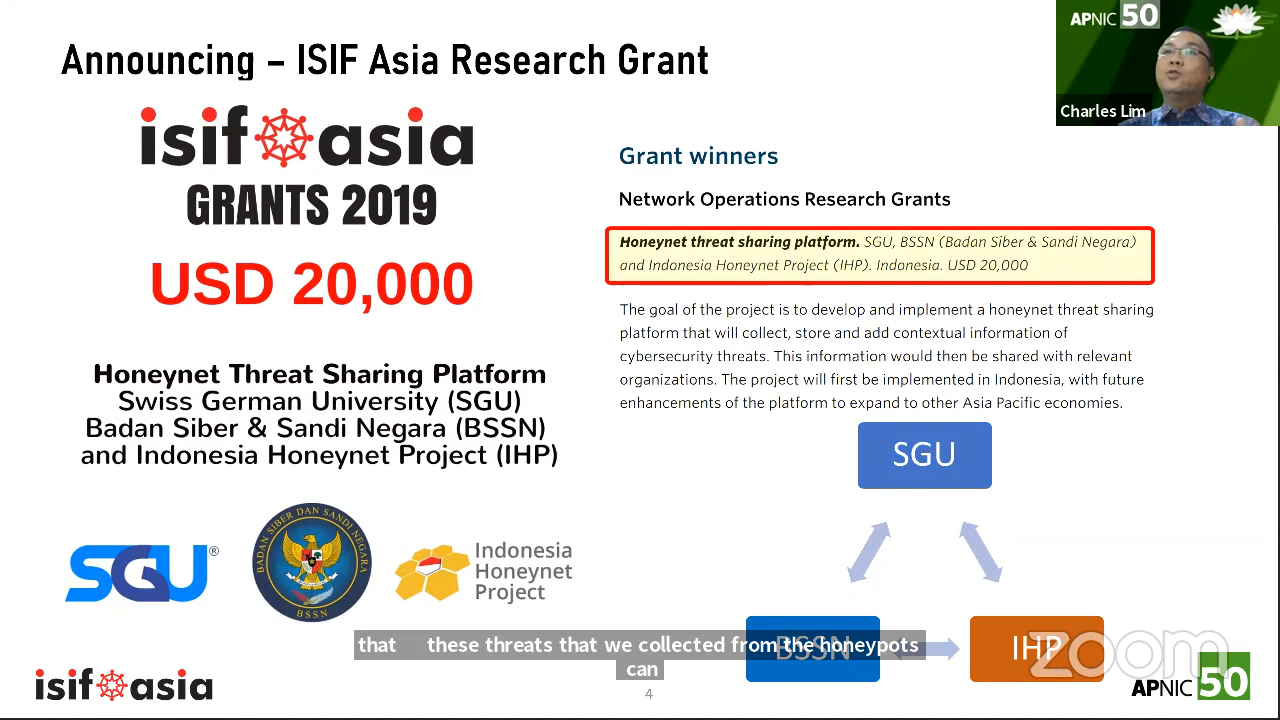 Announcing – ISIF Asia Research Grant
isif asia
GRANTS 2019
USD 20,000
Honeynet Threat Sharing Platform
Swiss German University (SGU)
Badan Siber & Sandi Negara (BSSN)
and Indonesia Honeynet Project (IHP)
SGU®
BADAN SIBER DAN SANDI NEGARA
BSSN
Indonesia
Honeynet
Project
APNIC 50
Charles Lim
Grant winners
Network Operations Research Grants
Honeynet threat sharing platform. SGU, BSSN (Badan Siber & Sandi Negara)
and Indonesia Honeynet Project (IHP). Indonesia. USD 20,000
The goal of the project is to develop and implement a honeynet threat sharing
platform that will collect, store and add contextual information of
cybersecurity threats. This information would then be shared with relevant
organizations. The project will first be implemented in Indonesia, with future
enhancements of the platform to expand to other Asia Pacific economies.
SGU
BSSN
IHP
that these threats that we collected from the honeypots
can
zoom
isif asia
4
APNIC 50